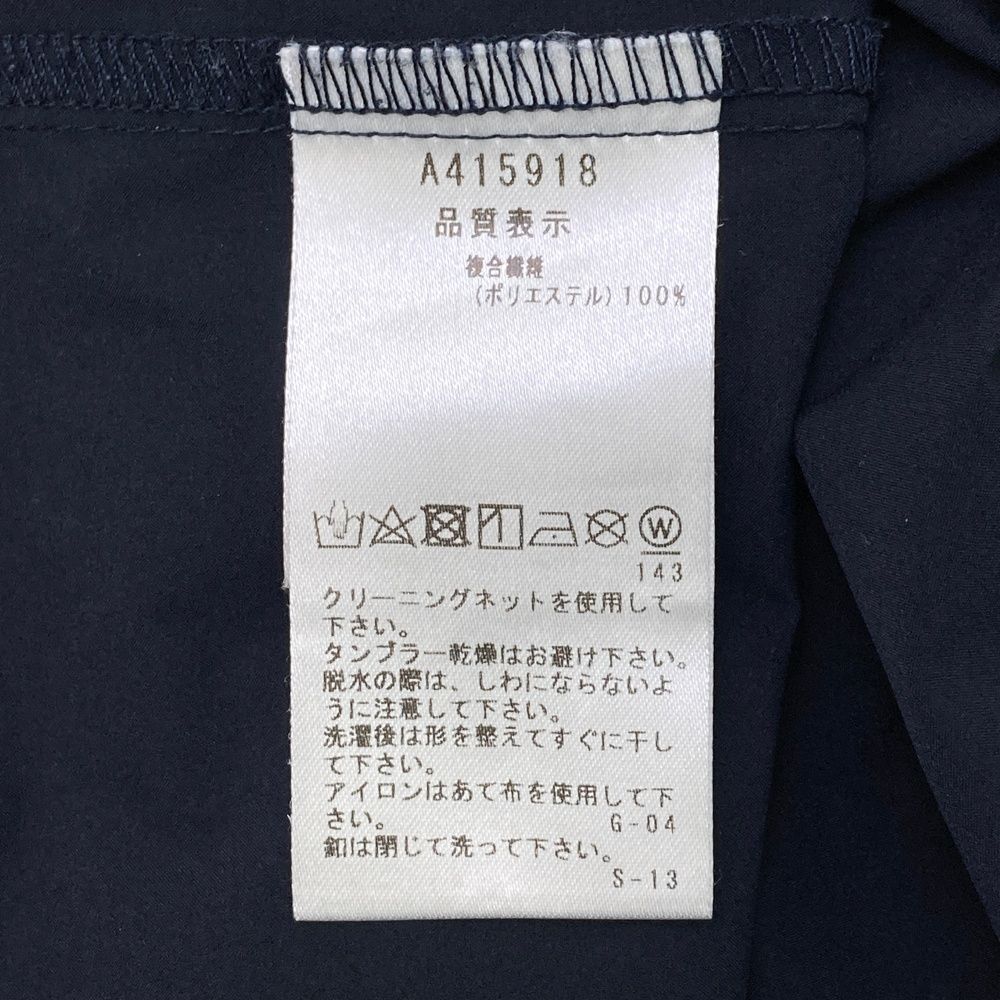 A415918
品質表示
複合繊維
(ポリエステル)100%
W
143
クリーニングネットを使用して
下さい。
タンブラー乾燥はお避け下さい。
脱水の際は、しわにならないよ
うに注意して下さい。
洗濯後は形を整えてすぐに干し
て下さい。
アイロンはあて布を使用して下
さい。 G-04
釦は閉じて洗って下さい。
S-13